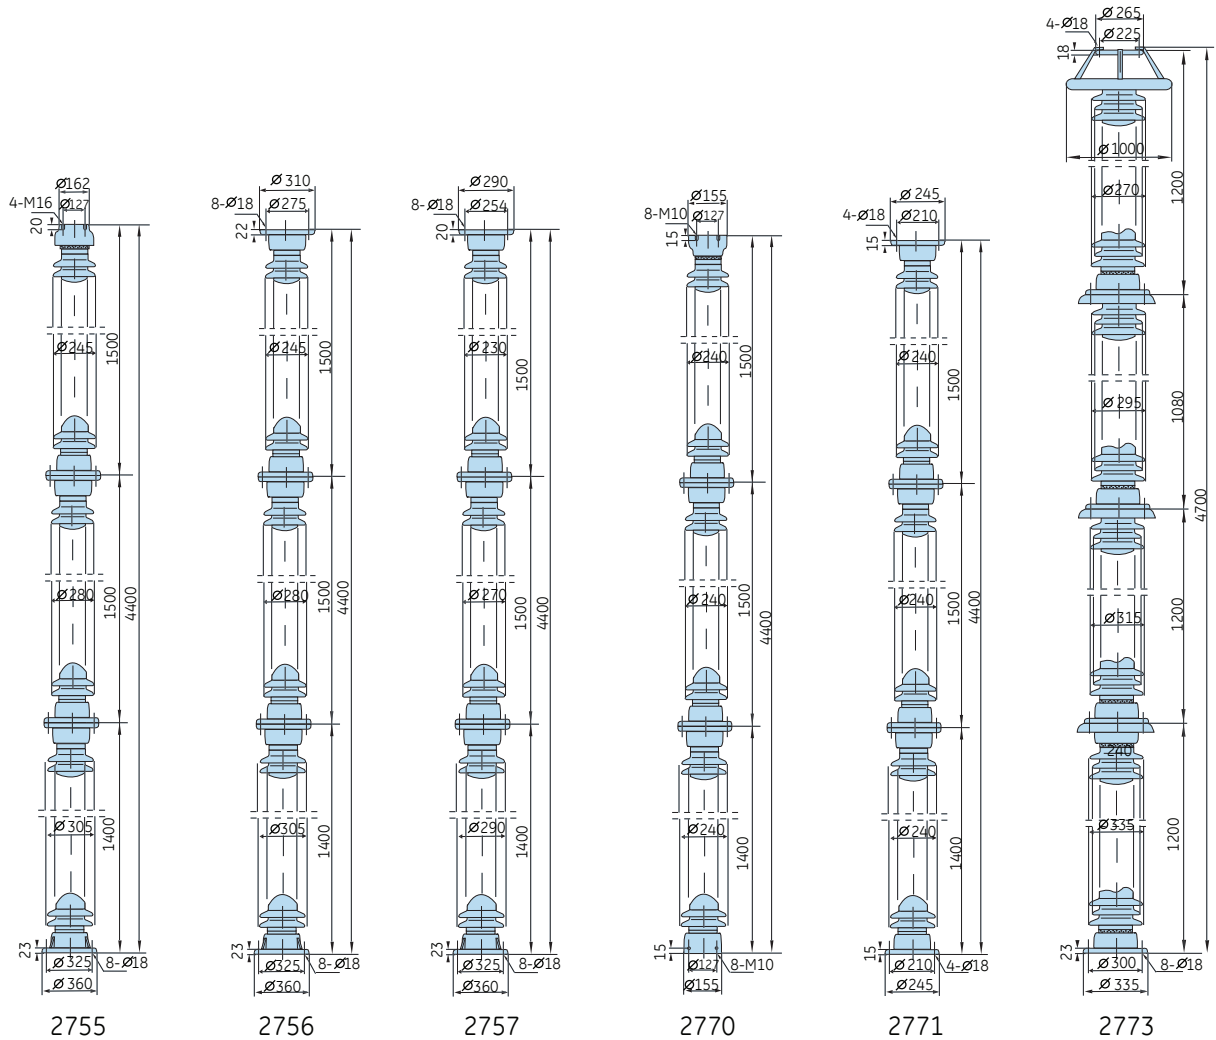 Ø162
4-M16
Ø127
20
1500
Ø245
Ø280
1500
4400
Ø305
1400
23
Ø325
8-Ø18
Ø360
2755
Ø310
8-Ø18
Ø275
22
Ø245
1500
Ø280
1500
4400
Ø305
1400
23
Ø325
8-Ø18
Ø360
2756
Ø290
8-Ø18
Ø254
20
Ø230
1500
Ø270
1500
4400
Ø290
1400
23
Ø325
8-Ø18
Ø360
2757
Ø155
8-M10
Ø127
15
Ø240
1500
Ø240
1500
4400
Ø240
1400
15
Ø127
8-M10
Ø155
2770
Ø245
4-Ø18
Ø210
15
Ø240
1500
Ø240
1500
4400
Ø240
1400
15
Ø210
4-Ø18
Ø245
2771
Ø265
4-Ø18
Ø225
18
Ø1000
Ø270
1200
Ø295
1080
4700
Ø315
1200
240
Ø335
1200
23
Ø300
8-Ø18
Ø335
2773